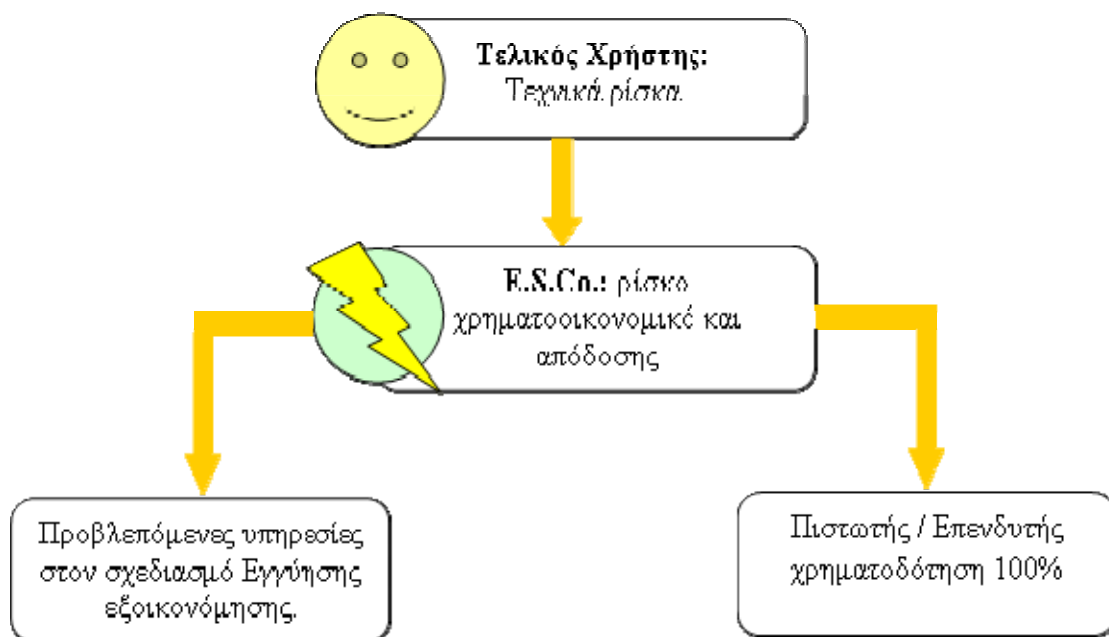 Τελικός Χρήστης:
Τεχνικά ρίσκα.
E.S.Co.: ρίσκο
χρηματοοικονομικό και
απόδοσης
Προβλεπόμενες υπηρεσίες
στον σχεδιασμό Εγγύησης
εξοικονόμησης.
Πιστωτής / Επενδυτής
χρηματοδότηση 100%